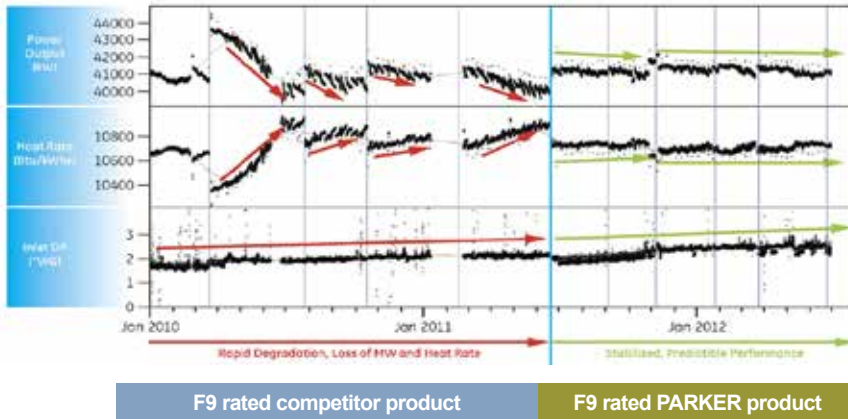 Power
Output
(kW)
44000
43000
42000
41000
40000
Heat Rate
(Btu/kWhr)
10800
10600
10400
Inlet DP
("WG)
3
2
1
0
Jan 2010
Jan 2011
Jan 2012
Rapid Degradation, Loss of MW and Heat Rate
Stabilized, Predictible Performance
F9 rated competitor product
F9 rated PARKER product